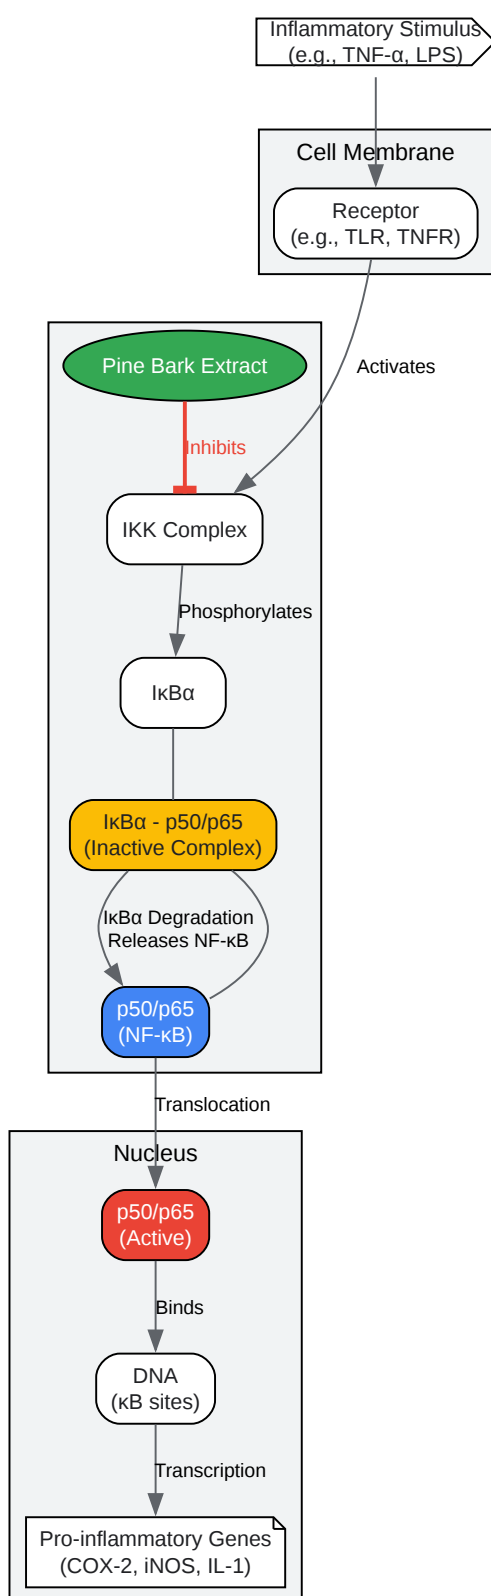 Inflammatory Stimulus
(e.g., TNF-α, LPS)
Cell Membrane
Receptor
(e.g., TLR, TNFR)
Activates
Pine Bark Extract
Inhibits
IKK Complex
Phosphorylates
IκBα
IκBα - p50/p65
(Inactive Complex)
IκBα Degradation
Releases NF-κB
p50/p65
(NF-κB)
Translocation
Nucleus
p50/p65
(Active)
Binds
DNA
(κB sites)
Transcription
Pro-inflammatory Genes
(COX-2, iNOS, IL-1)